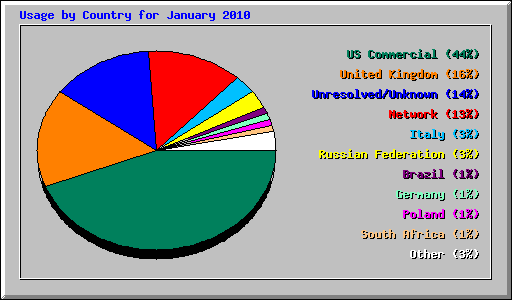 Usage by Country for January 2010
US Commercial (44%)
United Kingdom (16%)
Unresolved/Unknown (14%)
Network (13%)
Italy (3%)
Russian Federation (3%)
Brazil (1%)
Germany (1%)
Poland (1%)
South Africa (1%)
Other (3%)